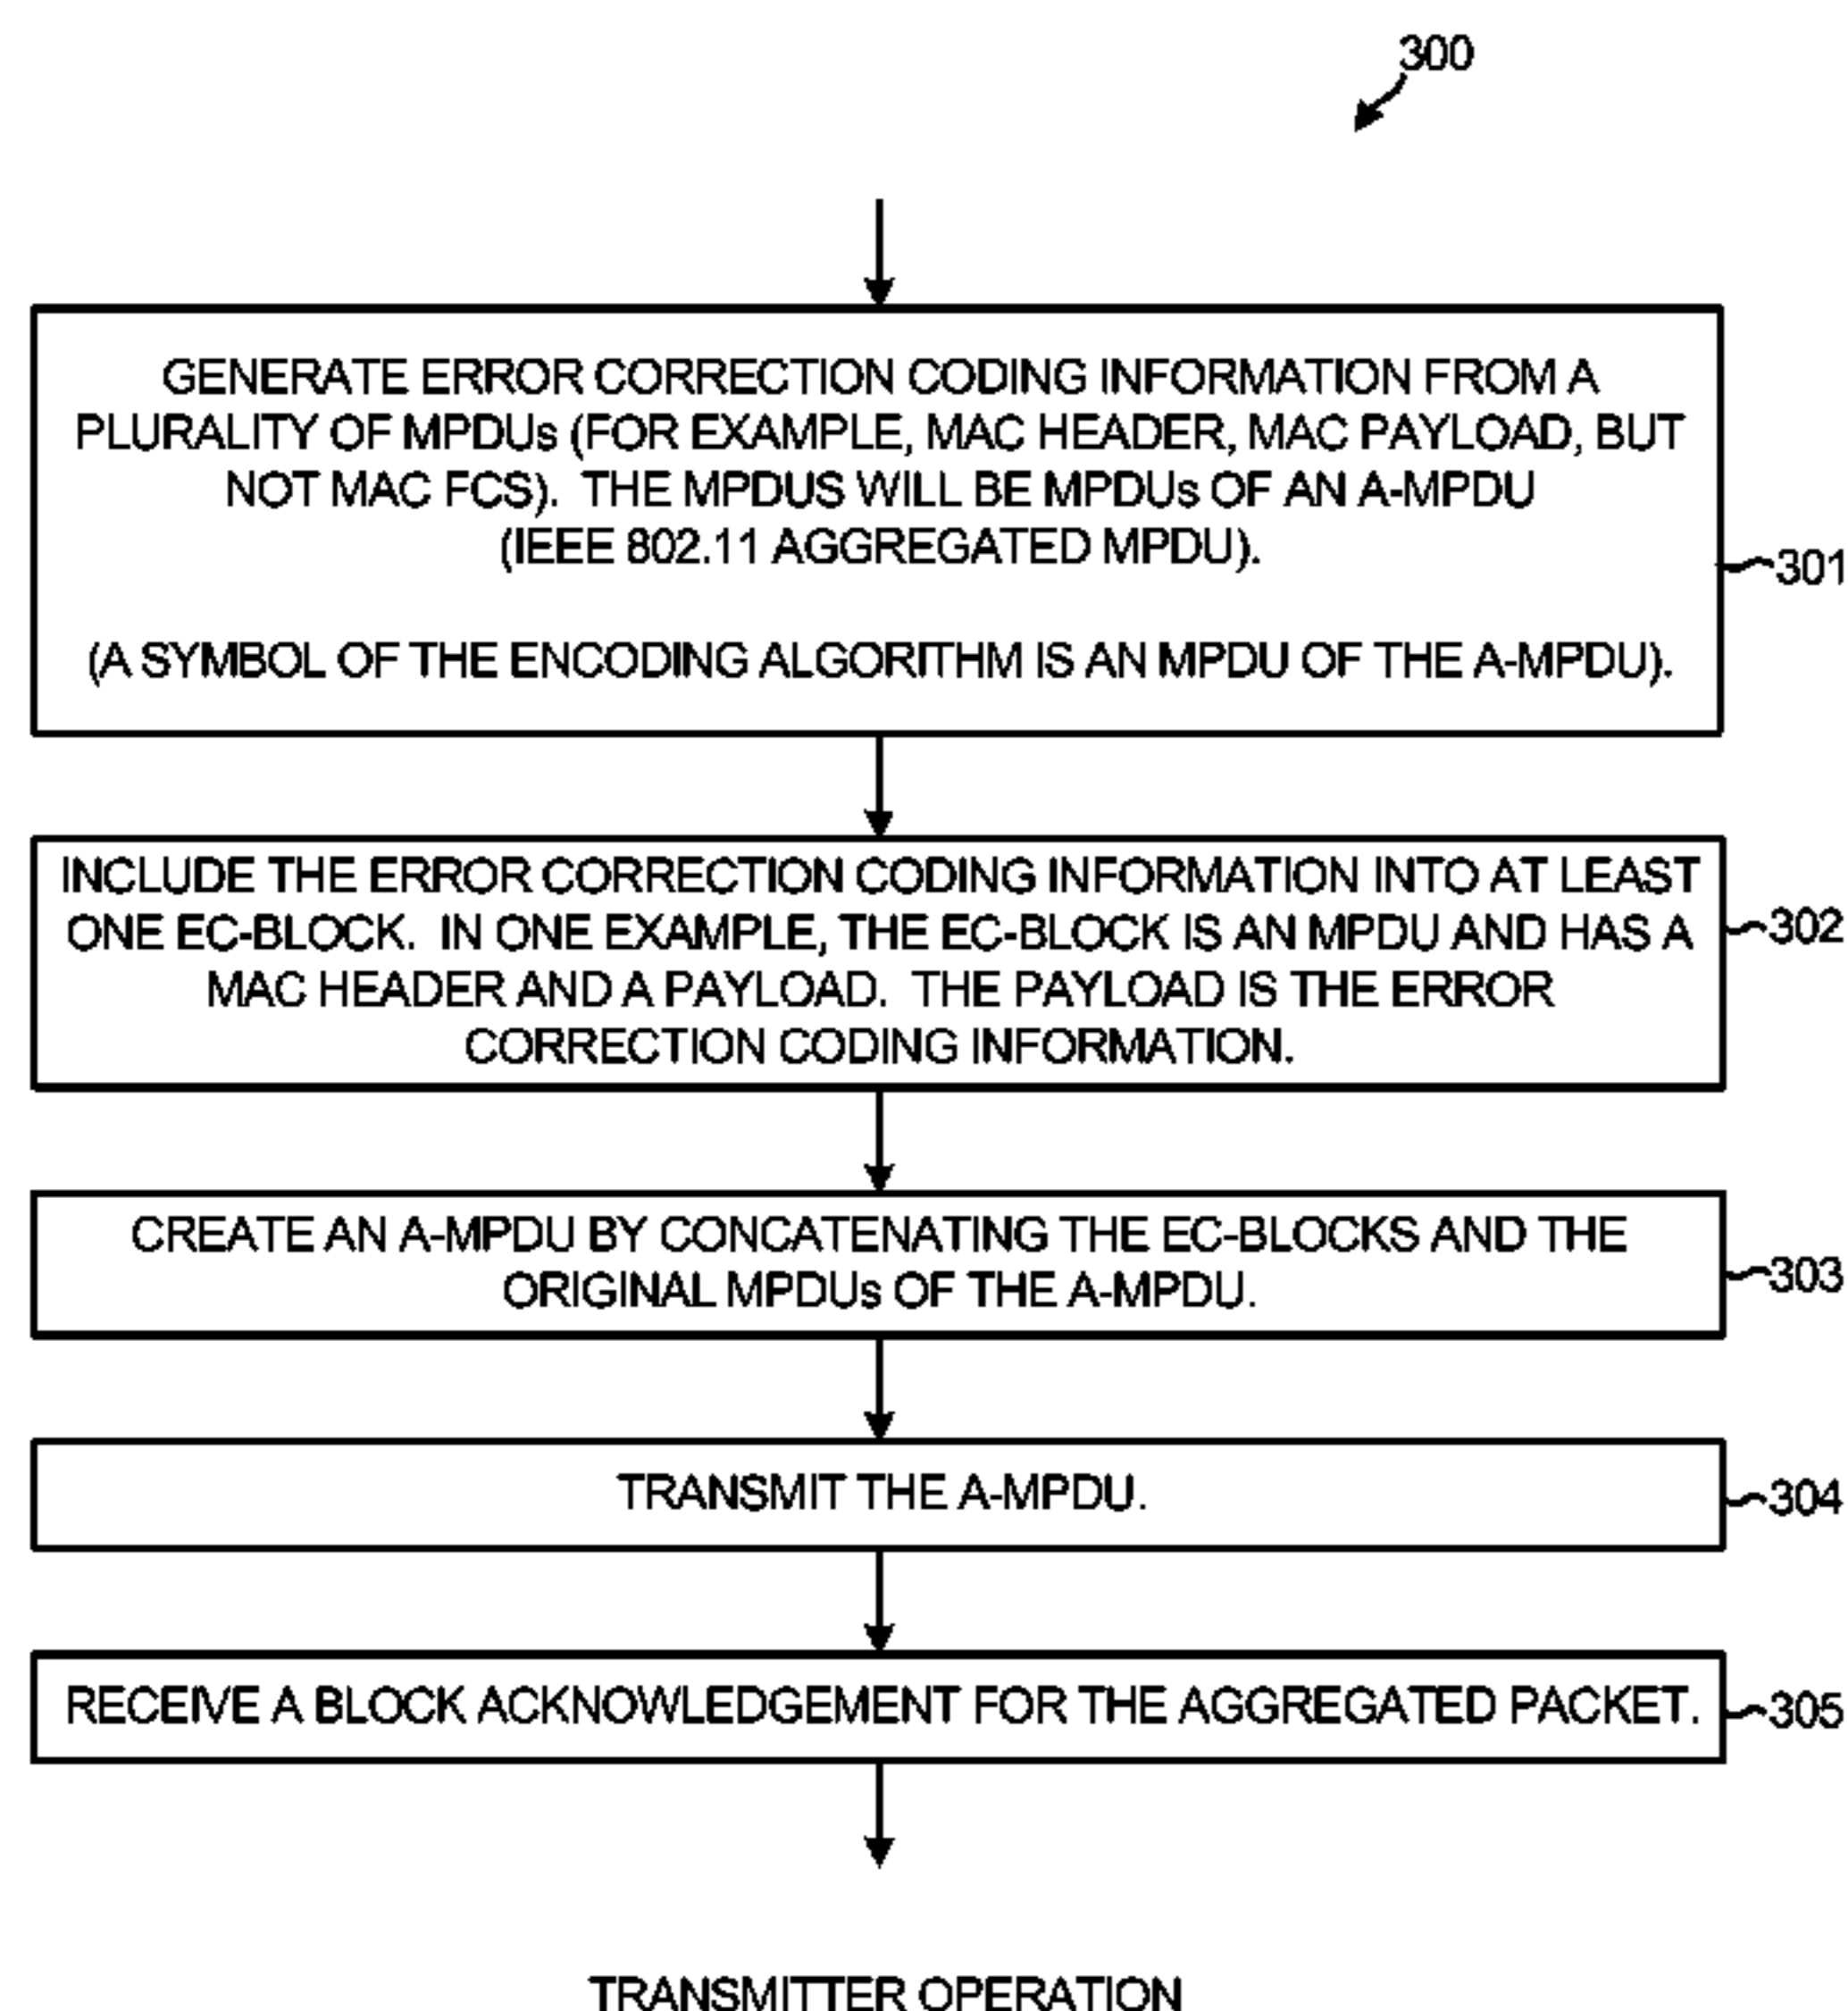 300
GENERATE ERROR CORRECTION CODING INFORMATION FROM A
PLURALITY OF MPDUs (FOR EXAMPLE, MAC HEADER, MAC PAYLOAD, BUT
NOT MAC FCS). THE MPDUS WILL BE MPDUs OF AN A-MPDU
(IEEE 802.11 AGGREGATED MPDU).
301
(A SYMBOL OF THE ENCODING ALGORITHM IS AN MPDU OF THE A-MPDU).
INCLUDE THE ERROR CORRECTION CODING INFORMATION INTO AT LEAST
ONE EC-BLOCK. IN ONE EXAMPLE, THE EC-BLOCK IS AN MPDU AND HAS A
302
MAC HEADER AND A PAYLOAD. THE PAYLOAD IS THE ERROR
CORRECTION CODING INFORMATION.
CREATE AN A-MPDU BY CONCATENATING THE EC-BLOCKS AND THE
ORIGINAL MPDUs OF THE A-MPDU.
303
TRANSMIT THE A-MPDU.
304
RECEIVE A BLOCK ACKNOWLEDGEMENT FOR THE AGGREGATED PACKET.
305
TRANSMITTER OPERATION